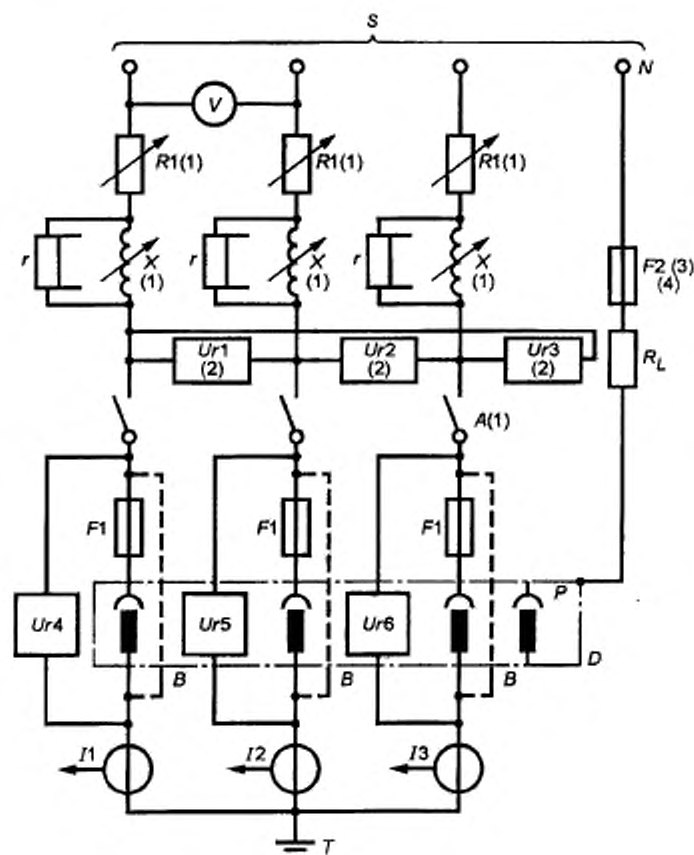 S
N
V
R1(1)
R1(1)
R1(1)
r
X
(1)
r
X
(1)
r
X
(1)
F2 (3)
(4)
Ur1
(2)
Ur2
(2)
Ur3
(2)
RL
A(1)
F1
F1
F1
Ur4
Ur5
Ur6
P
B
B
B
D
I1
I2
I3
T